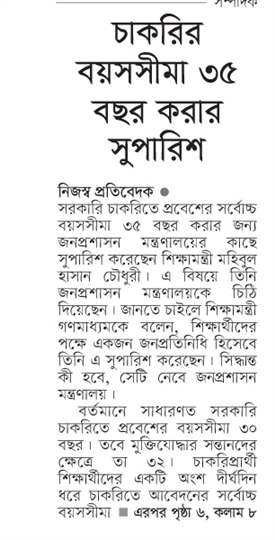 সম্পাদক
চাকরির
বয়সসীমা ৩৫
বছর করার
সুপারিশ
নিজস্ব প্রতিবেদক ●
সরকারি চাকরিতে প্রবেশের সর্বোচ্চ
বয়সসীমা ৩৫ বছর করার জন্য
জনপ্রশাসন মন্ত্রণালয়ের কাছে
সুপারিশ করেছেন শিক্ষামন্ত্রী মহিবুল
হাসান চৌধুরী। এ বিষয়ে তিনি
জনপ্রশাসন মন্ত্রণালয়কে চিঠি
দিয়েছেন। জানতে চাইলে শিক্ষামন্ত্রী
গণমাধ্যমকে বলেন, শিক্ষার্থীদের
পক্ষে একজন জনপ্রতিনিধি হিসেবে
তিনি এ সুপারিশ করেছেন। সিদ্ধান্ত
কী হবে, সেটি নেবে জনপ্রশাসন
মন্ত্রণালয়।
বর্তমানে সাধারণত সরকারি
চাকরিতে প্রবেশের বয়সসীমা ৩০
বছর। তবে মুক্তিযোদ্ধার সন্তানদের
ক্ষেত্রে তা ৩২। চাকরিপ্রার্থী
শিক্ষার্থীদের একটি অংশ দীর্ঘদিন
ধরে চাকরিতে আবেদনের সর্বোচ্চ
বয়সসীমা ■ এরপর পৃষ্ঠা ৬, কলাম ৮